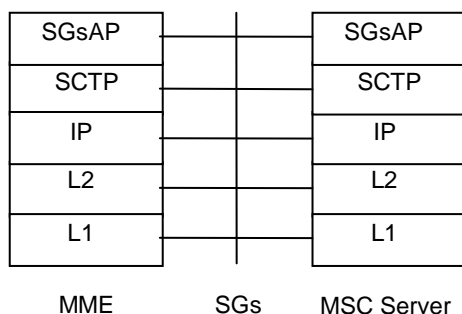 SGsAP SGsAP
SCTP SCTP
IP IP
L2 L2
L1 L1
MME SGs MSC Server